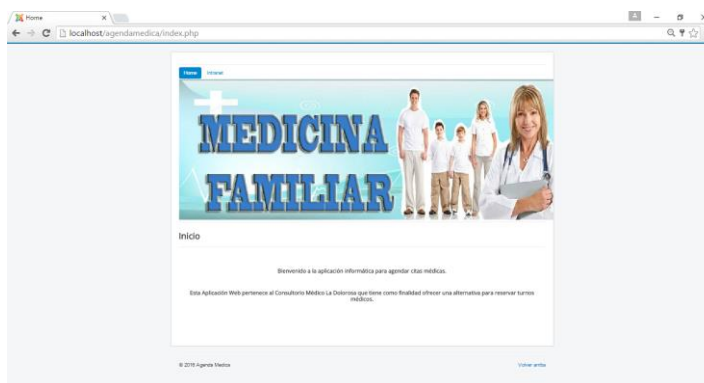 Home
localhost/agendamedica/index.php
Home Intranet
MEDICINA
FAMILIAR
Inicio
Bienvenido a la aplicación informática para agendar citas médicas.
Esta Aplicación Web pertenece al Consultorio Médico La Dolorosa que tiene como finalidad ofrecer una alternativa para reservar turnos
médicos.
© 2015 Agenda Medica Volver arriba